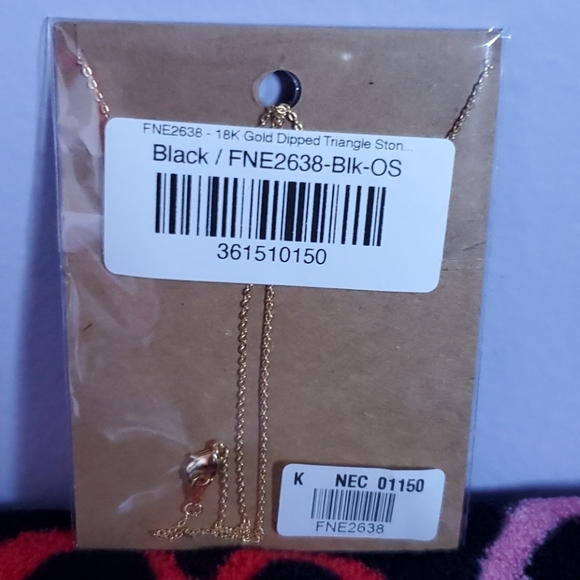 FNE2638 - 18K Gold Dipped Triangle Ston...
Black / FNE2638-Blk-OS
361510150
K NEC 01150
FNE2638